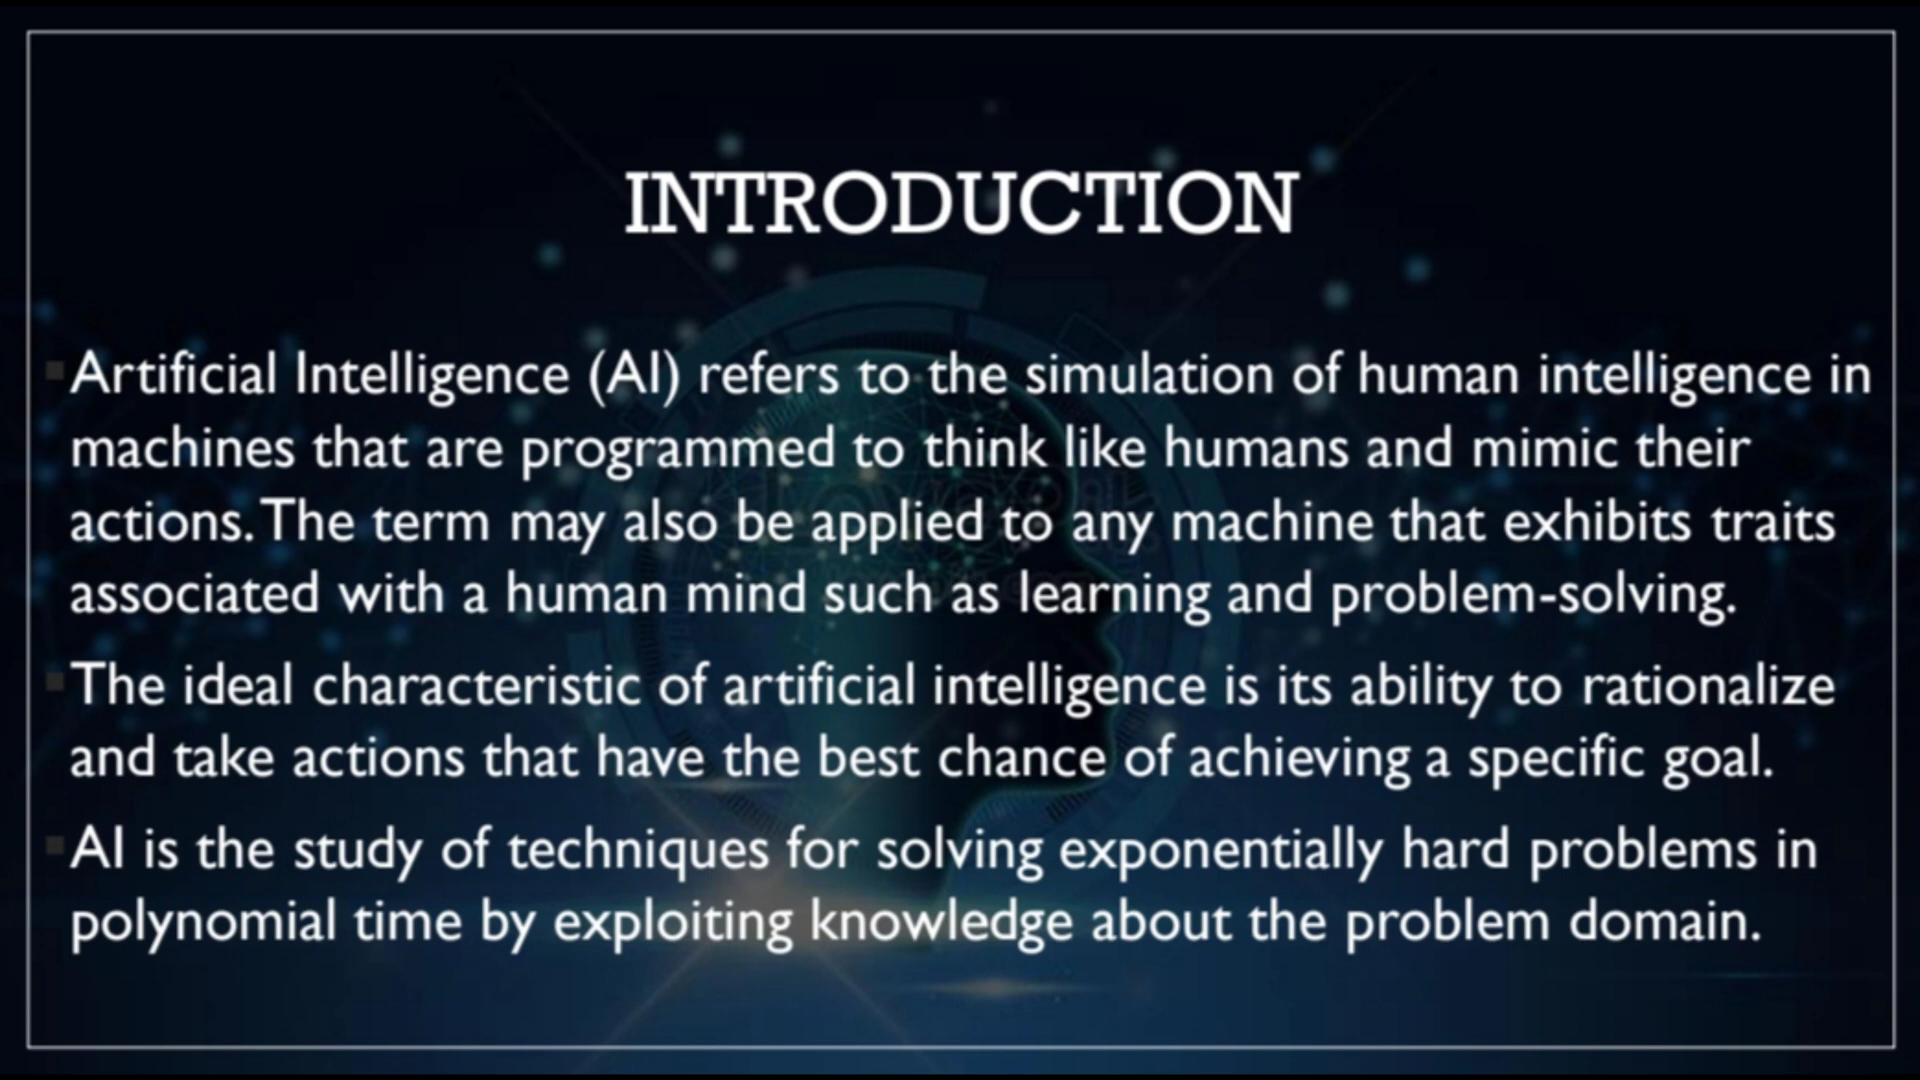 INTRODUCTION
Artificial Intelligence (AI) refers to the simulation of human intelligence in
machines that are programmed to think like humans and mimic their
actions. The term may also be applied to any machine that exhibits traits
associated with a human mind such as learning and problem-solving.
The ideal characteristic of artificial intelligence is its ability to rationalize
and take actions that have the best chance of achieving a specific goal.
AI is the study of techniques for solving exponentially hard problems in
polynomial time by exploiting knowledge about the problem domain.